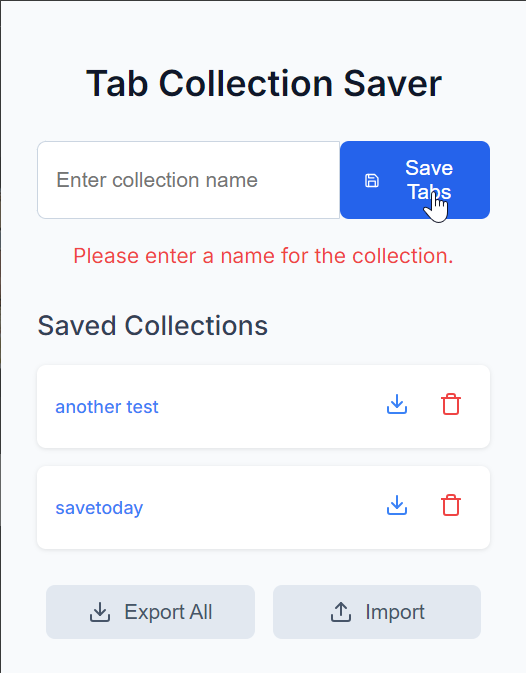 Tab Collection Saver
Enter collection name
Save
Tabs
Please enter a name for the collection.
Saved Collections
another test
savetoday
Export All
Import